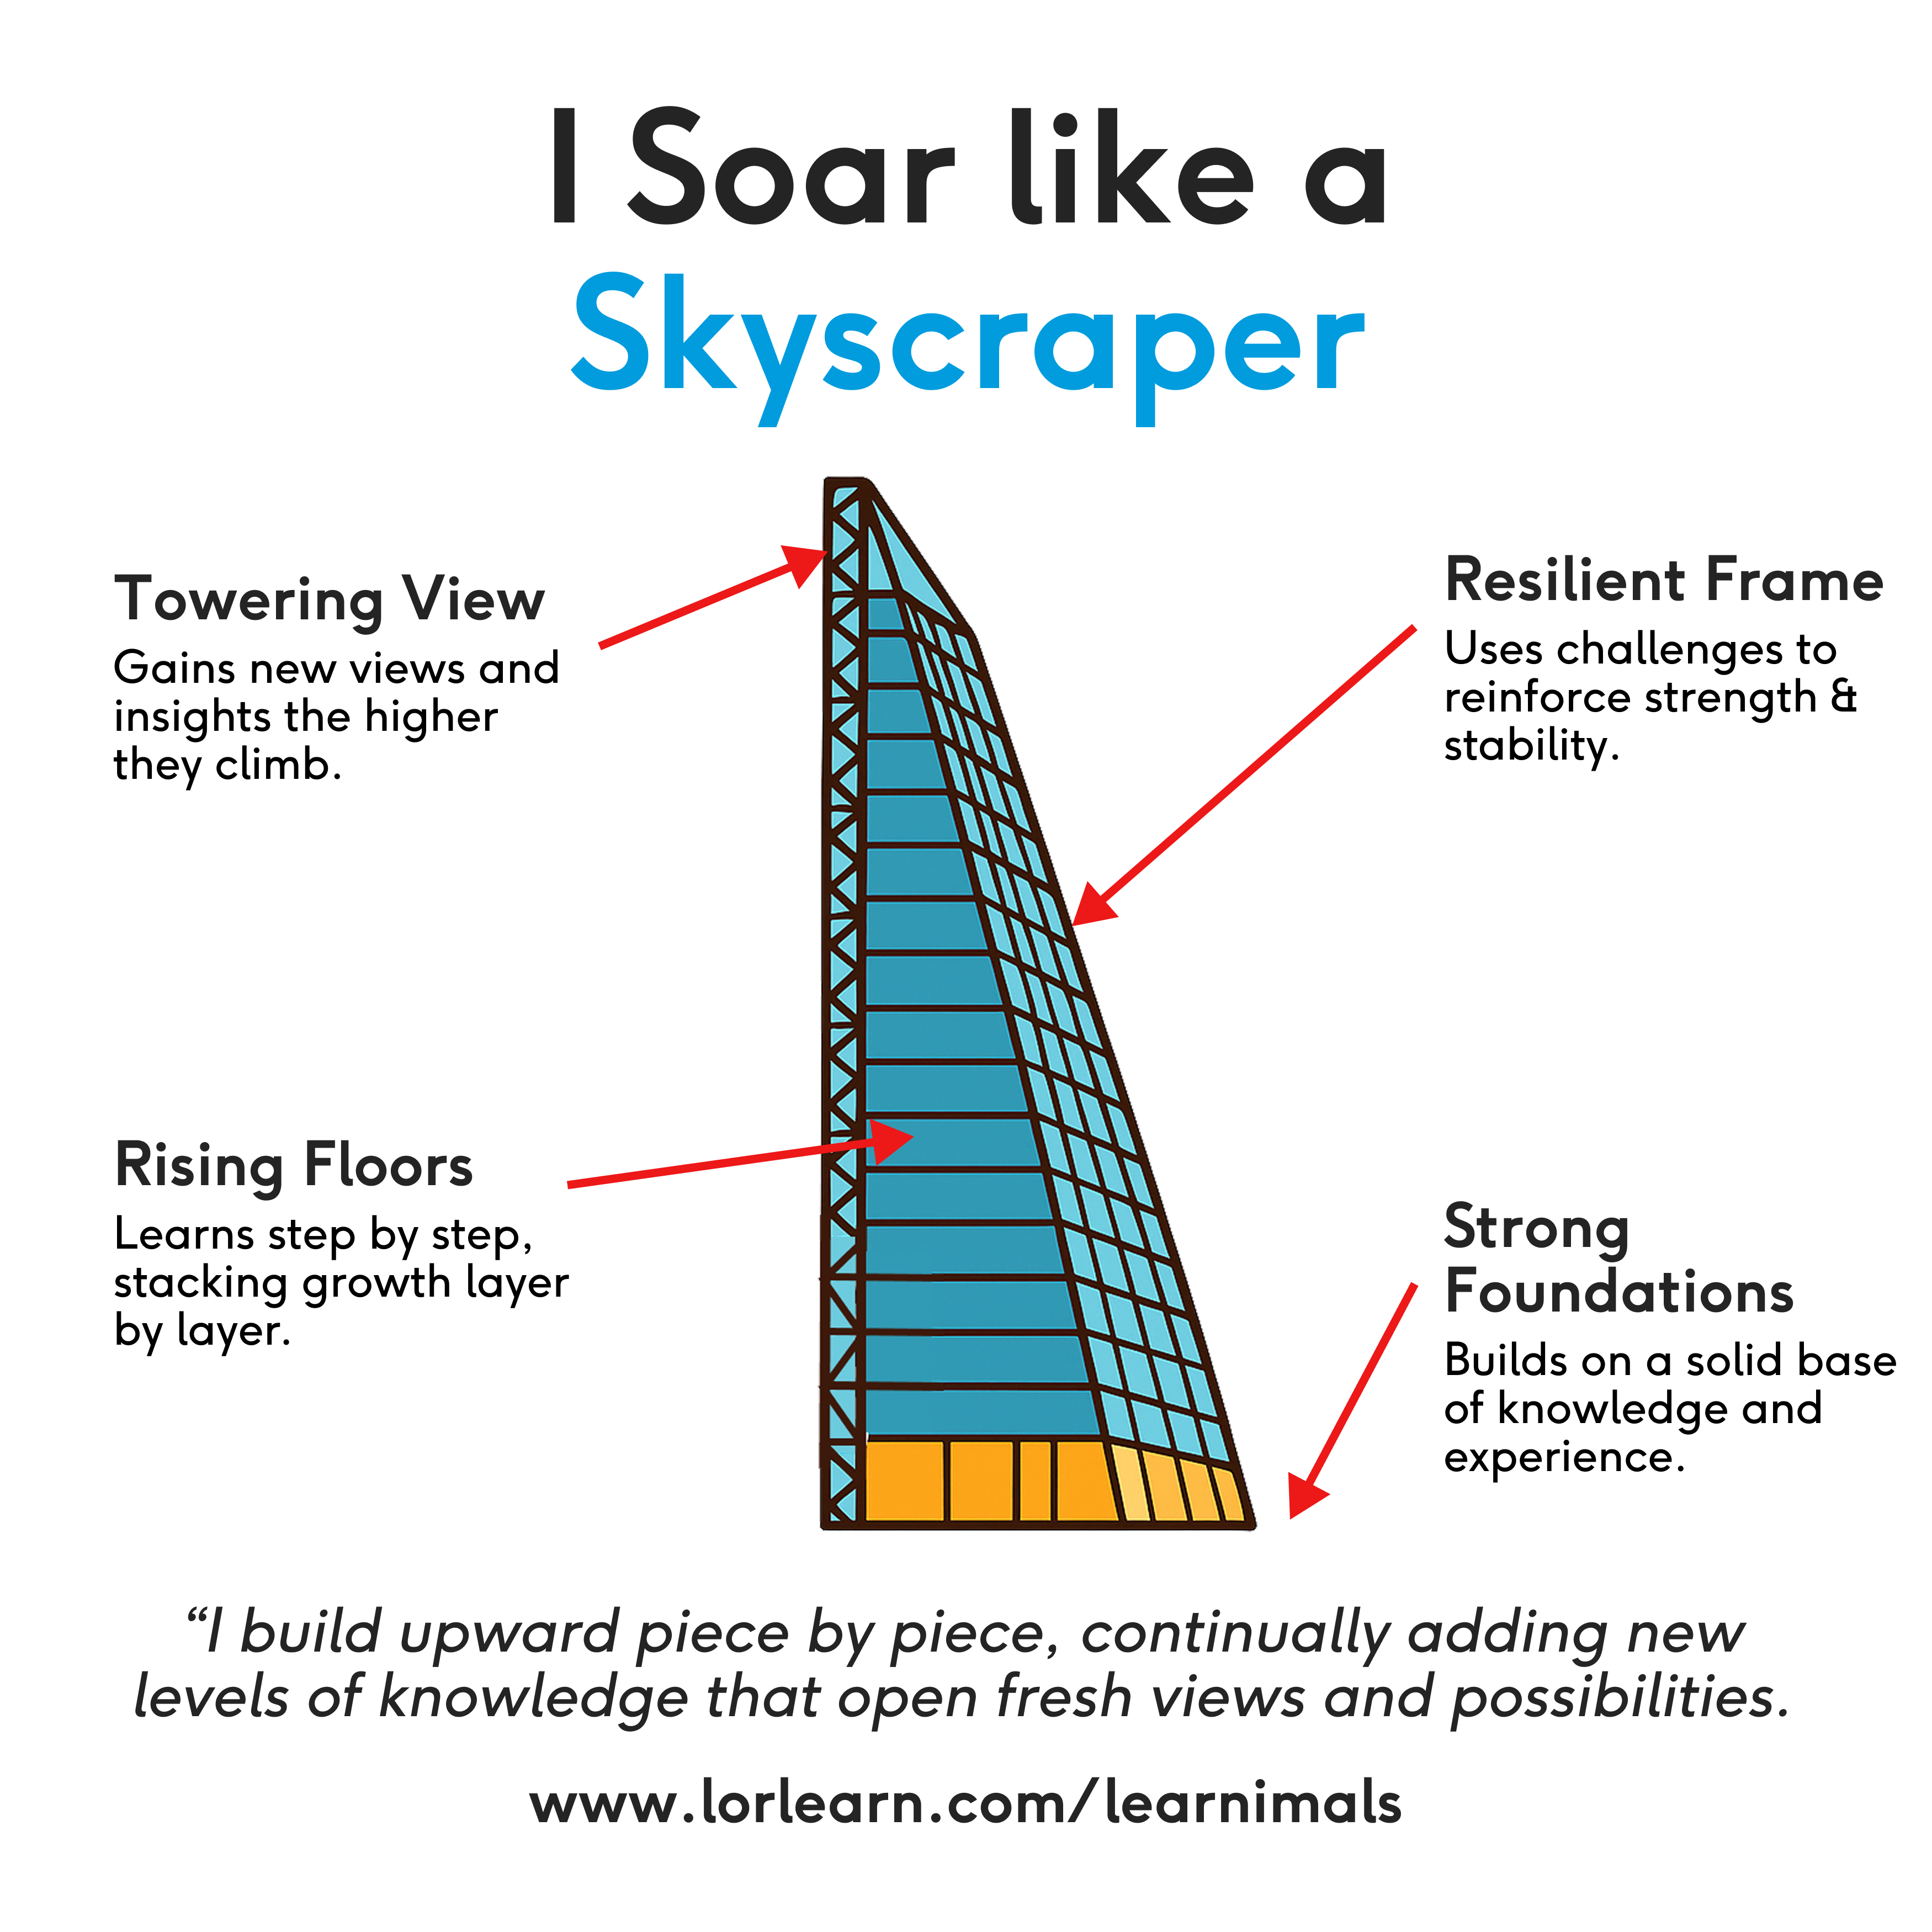 I Soar like a
Skyscraper
Towering View
Gains new views and
insights the higher
they climb.
Resilient Frame
Uses challenges to
reinforce strength &
stability.
Rising Floors
Learns step by step,
stacking growth layer
by layer.
Strong
Foundations
Builds on a solid base
of knowledge and
experience.
“I build upward piece by piece, continually adding new
levels of knowledge that open fresh views and possibilities.
www.lorlearn.com/learnimals